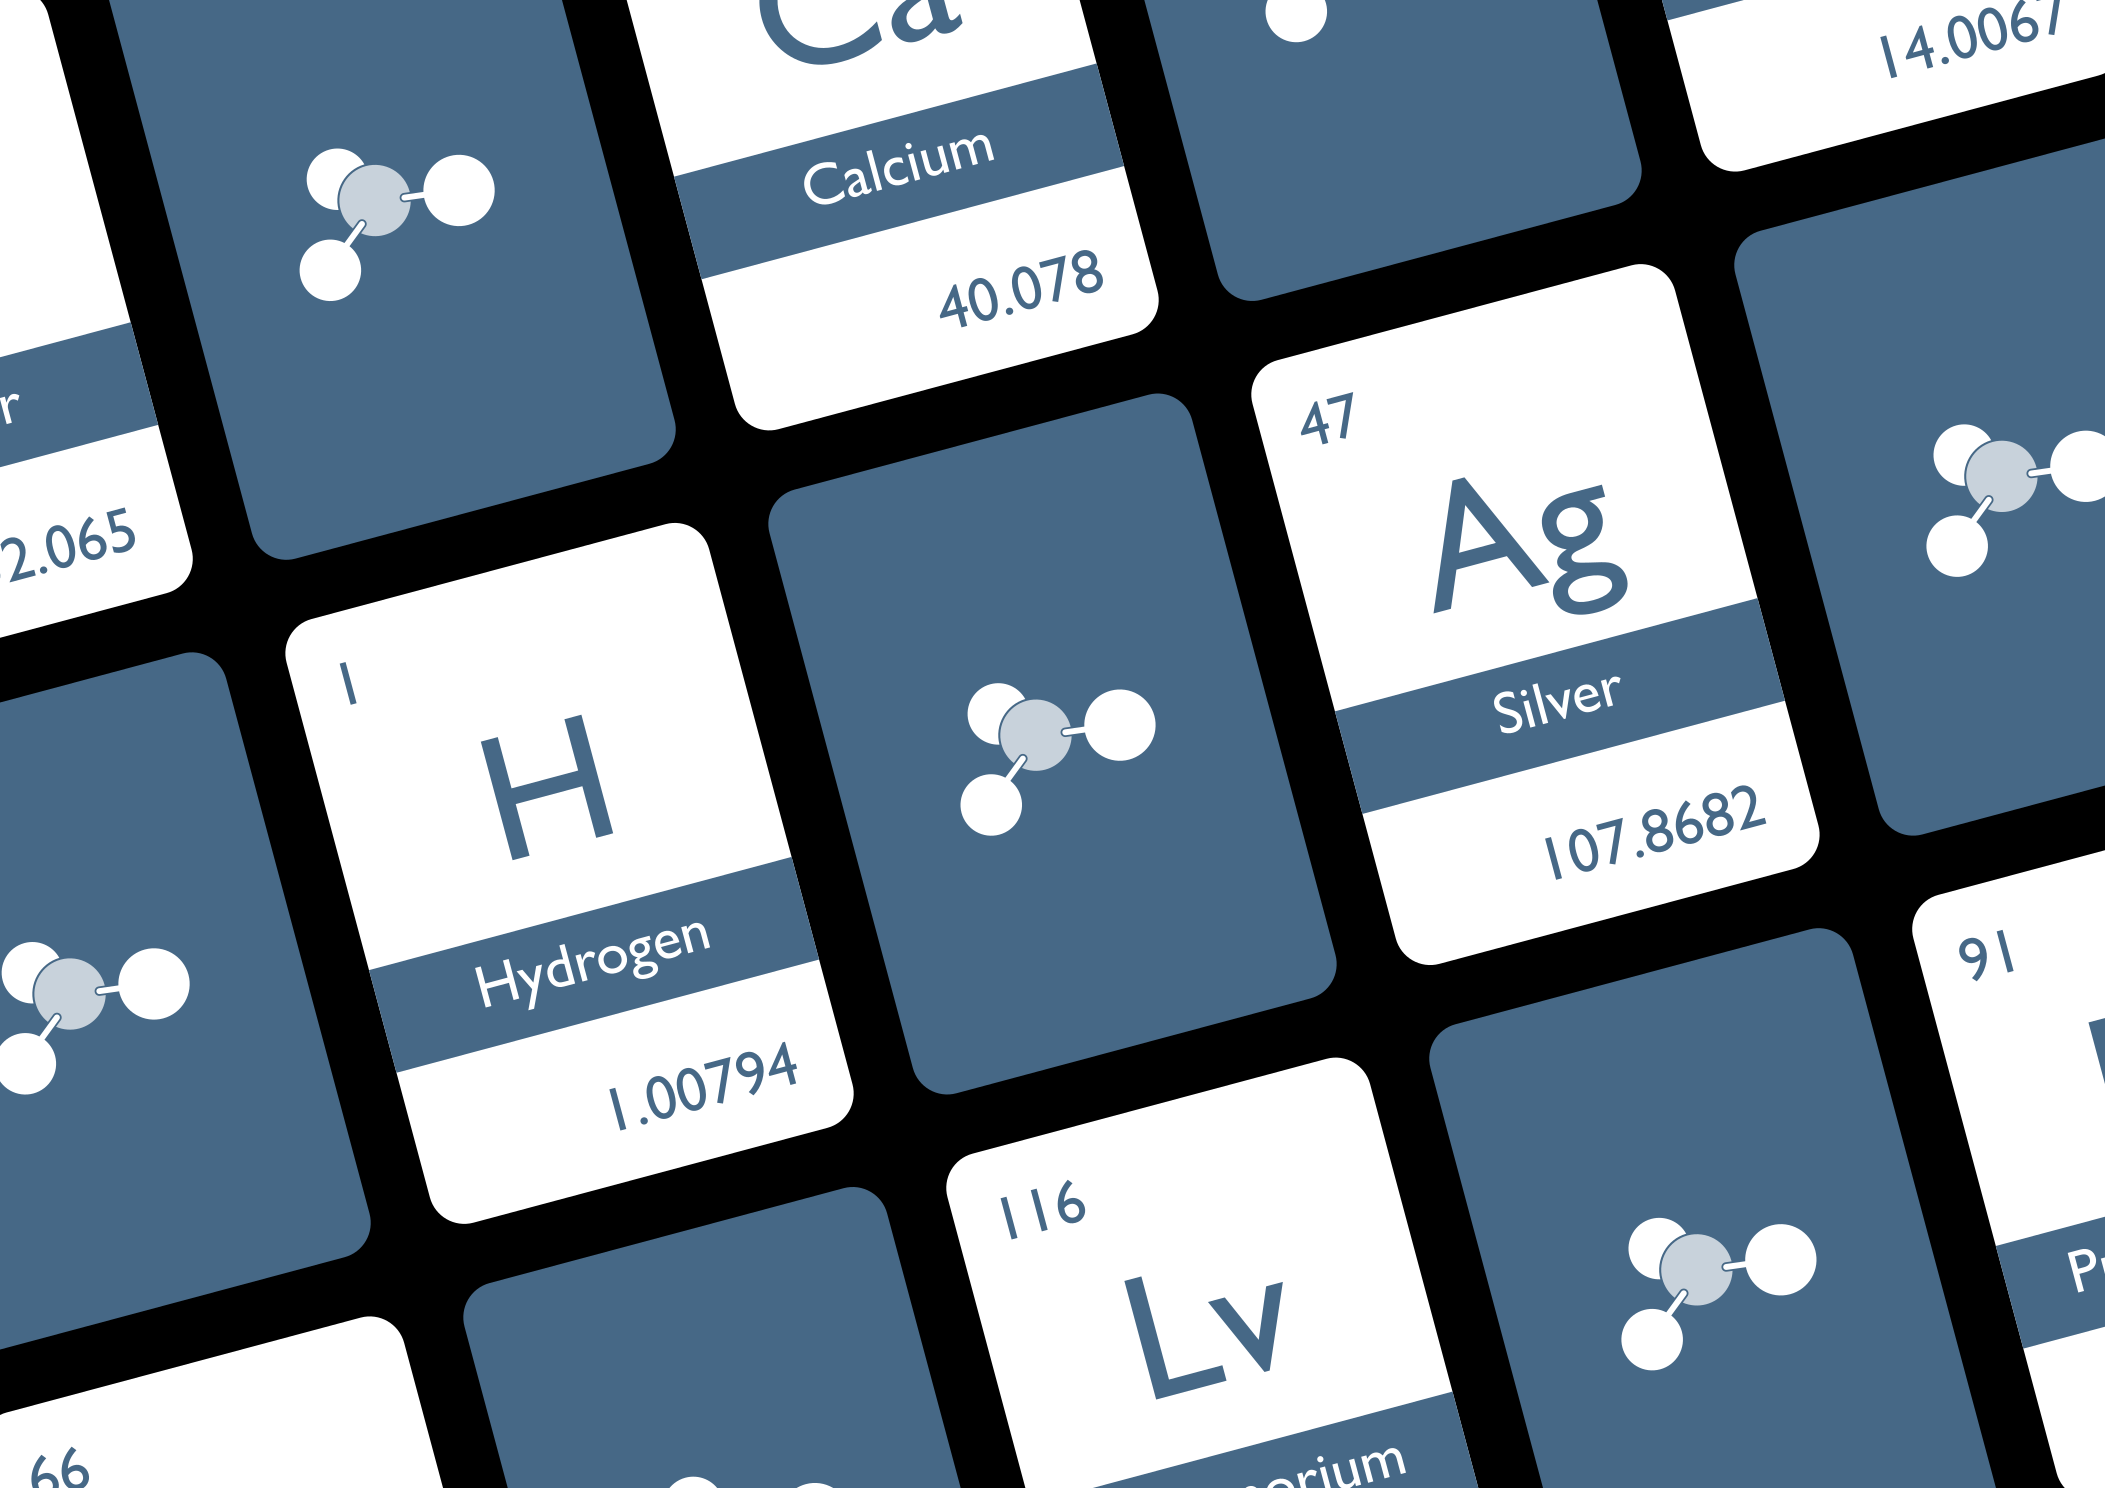 Ca
Calcium
40.078
14.0067
r
2.065
1
H
Hydrogen
1.00794
47
Ag
Silver
107.8682
116
Lv
orium
91
P
66